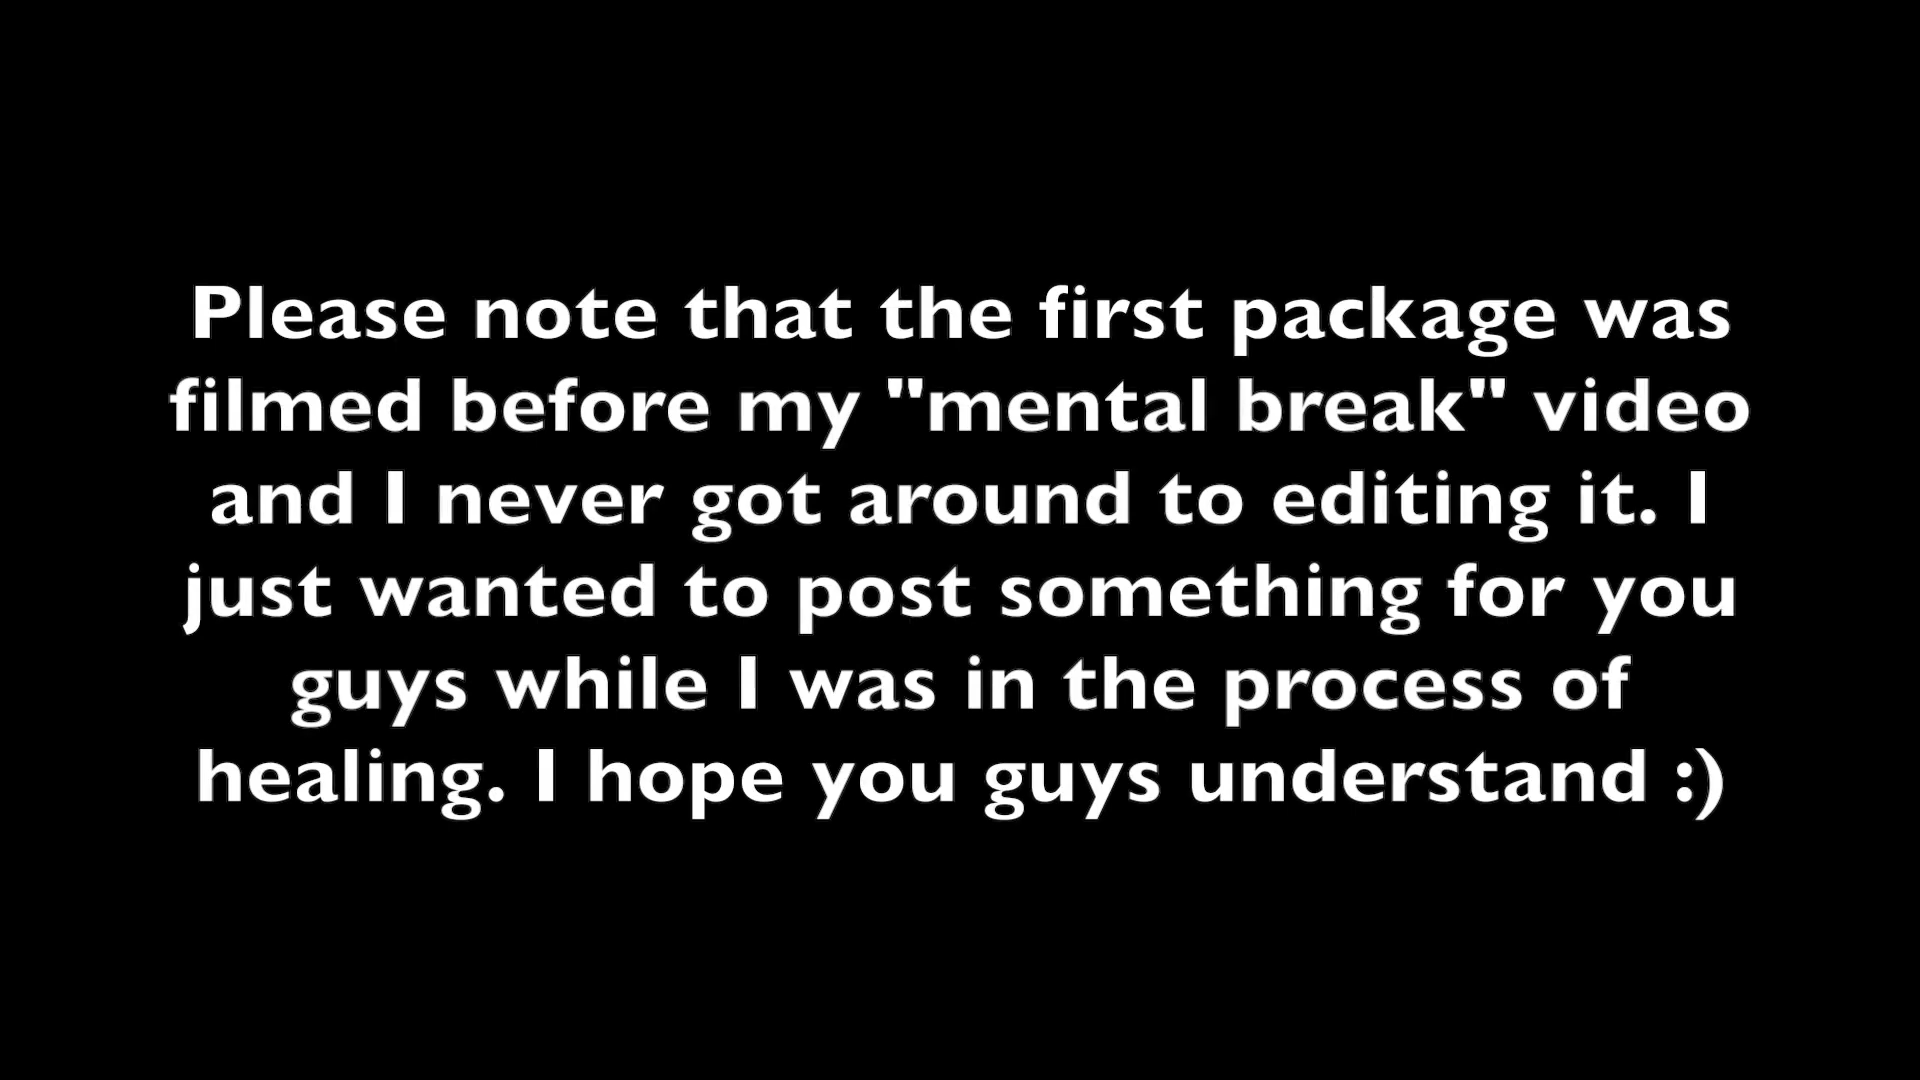 Please note that the first package was
filmed before my "mental break" video
and I never got around to editing it. I
just wanted to post something for you
guys while I was in the process of
healing. I hope you guys understand :)